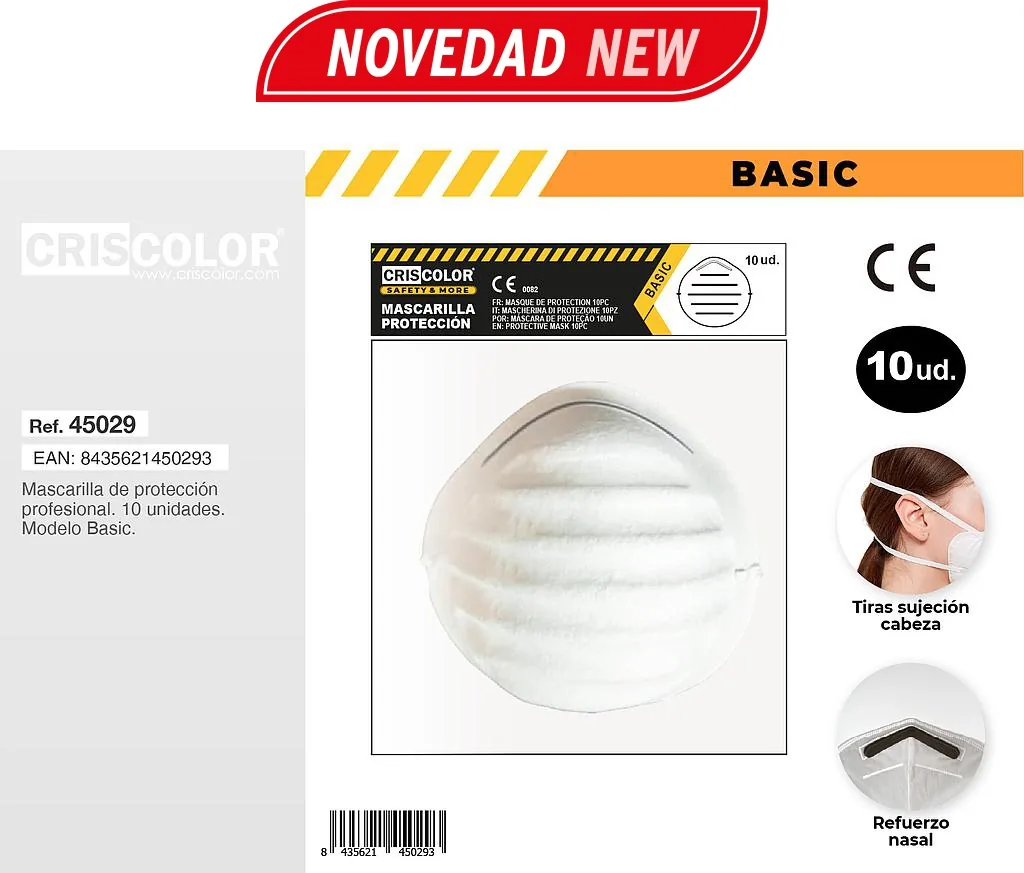 NOVEDAD NEW
BASIC
CRISCOLOR®
www.criscolor.com
Ref. 45029
EAN: 8435621450293
Mascarilla de protección
profesional. 10 unidades.
Modelo Basic.
CRISCOLOR®
SAFETY & MORE
MASCARILLA
PROTECCIÓN
CE 0082
FR: MASQUE DE PROTECTION 10PC
IT: MASCHERINA DI PROTEZIONE 10PZ
POR: MÁSCARA DE PROTEÇÃO 10UN
EN: PROTECTIVE MASK 10PC
BASIC
10 ud.
CE
10ud.
Tiras sujeción
cabeza
Refuerzo
nasal
8 435621 450293